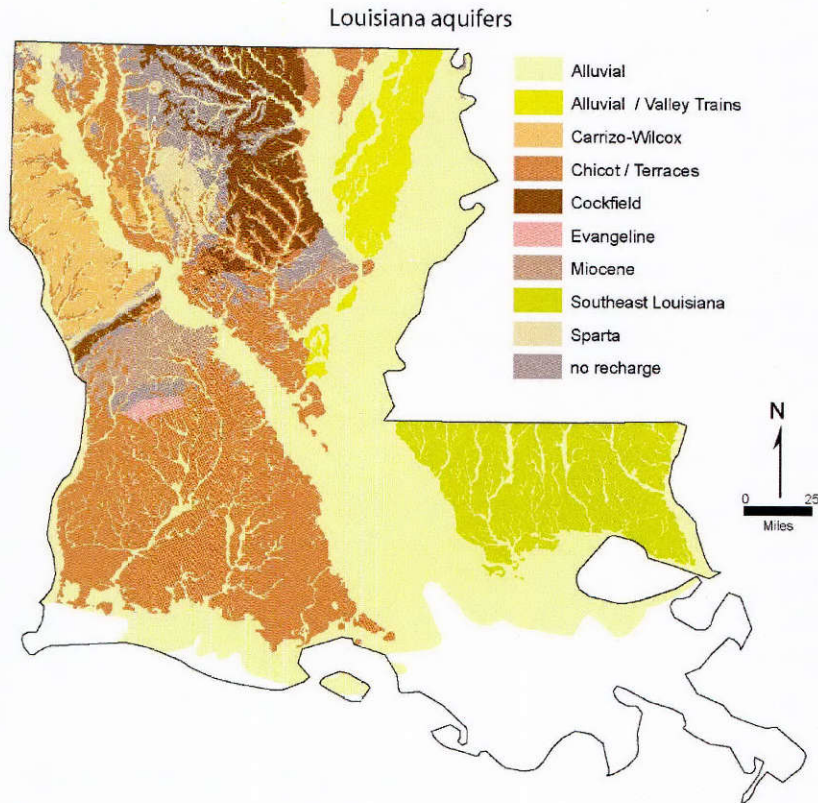 Louisiana aquifers
Alluvial
Alluvial / Valley Trains
Carrizo-Wilcox
Chicot / Terraces
Cockfield
Evangeline
Miocene
Southeast Louisiana
Sparta
no recharge
N
0 25
Miles